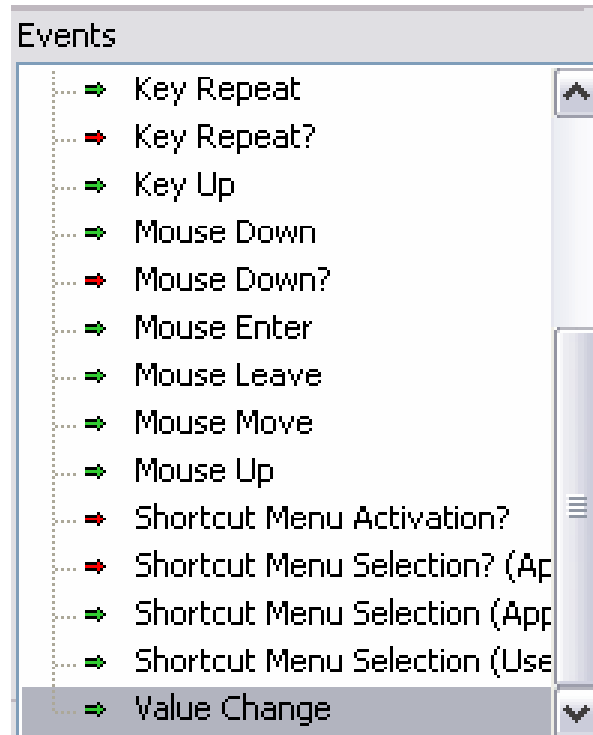 Events
Key Repeat
Key Repeat?
Key Up
Mouse Down
Mouse Down?
Mouse Enter
Mouse Leave
Mouse Move
Mouse Up
Shortcut Menu Activation?
Shortcut Menu Selection? (Ap
Shortcut Menu Selection (App
Shortcut Menu Selection (Use
Value Change